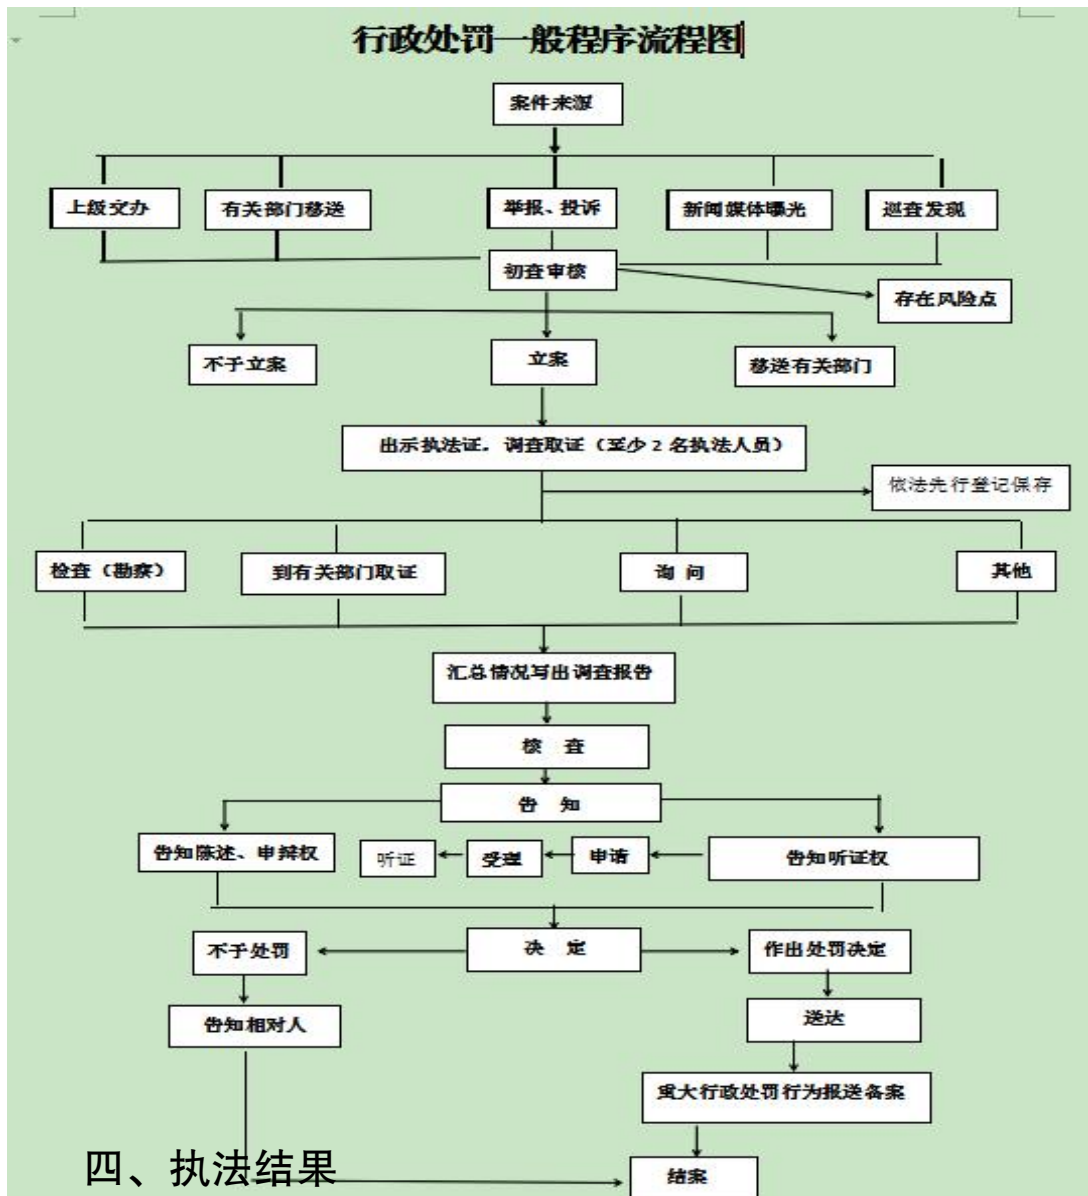 行政处罚一般程序流程图
案件来源
上级交办
有关部门移送
举报、投诉
新闻媒体曝光
巡查发现
初查审核
存在风险点
不予立案
立案
移送有关部门
出示执法证,调查取证(至少2名执法人员)
依法先行登记保存
检查(勘察)
到有关部门取证
询 问
其他
汇总情况写出调查报告
核 查
告 知
告知陈述、申辩权
听证
受理
申请
告知听证权
不予处罚
决 定
作出处罚决定
告知相对人
送达
重大行政处罚行为报送备案
四、执法结果
结案